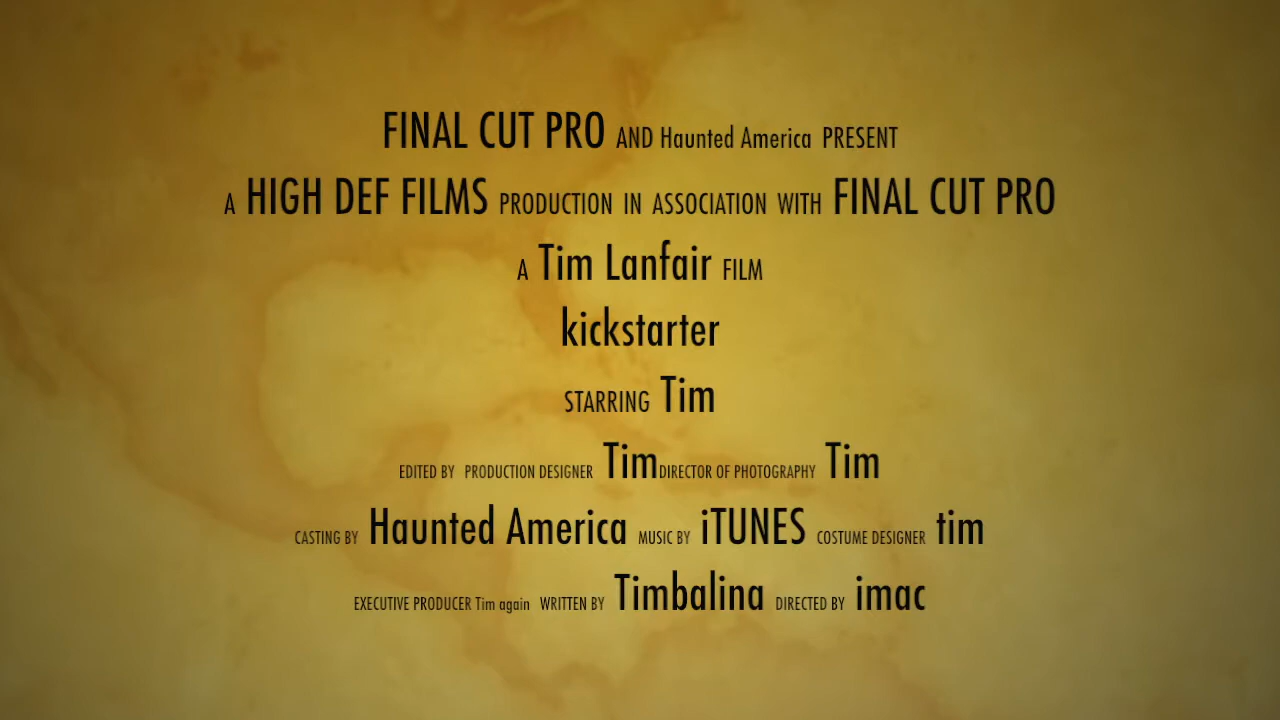 FINAL CUT PRO AND Haunted America PRESENT
A HIGH DEF FILMS PRODUCTION IN ASSOCIATION WITH FINAL CUT PRO
A Tim Lanfair FILM
kickstarter
STARRING Tim
EDITED BY PRODUCTION DESIGNER TimDIRECTOR OF PHOTOGRAPHY Tim
CASTING BY Haunted America MUSIC BY iTUNES COSTUME DESIGNER tim
EXECUTIVE PRODUCER Tim again WRITTEN BY Timbalina DIRECTED BY imac